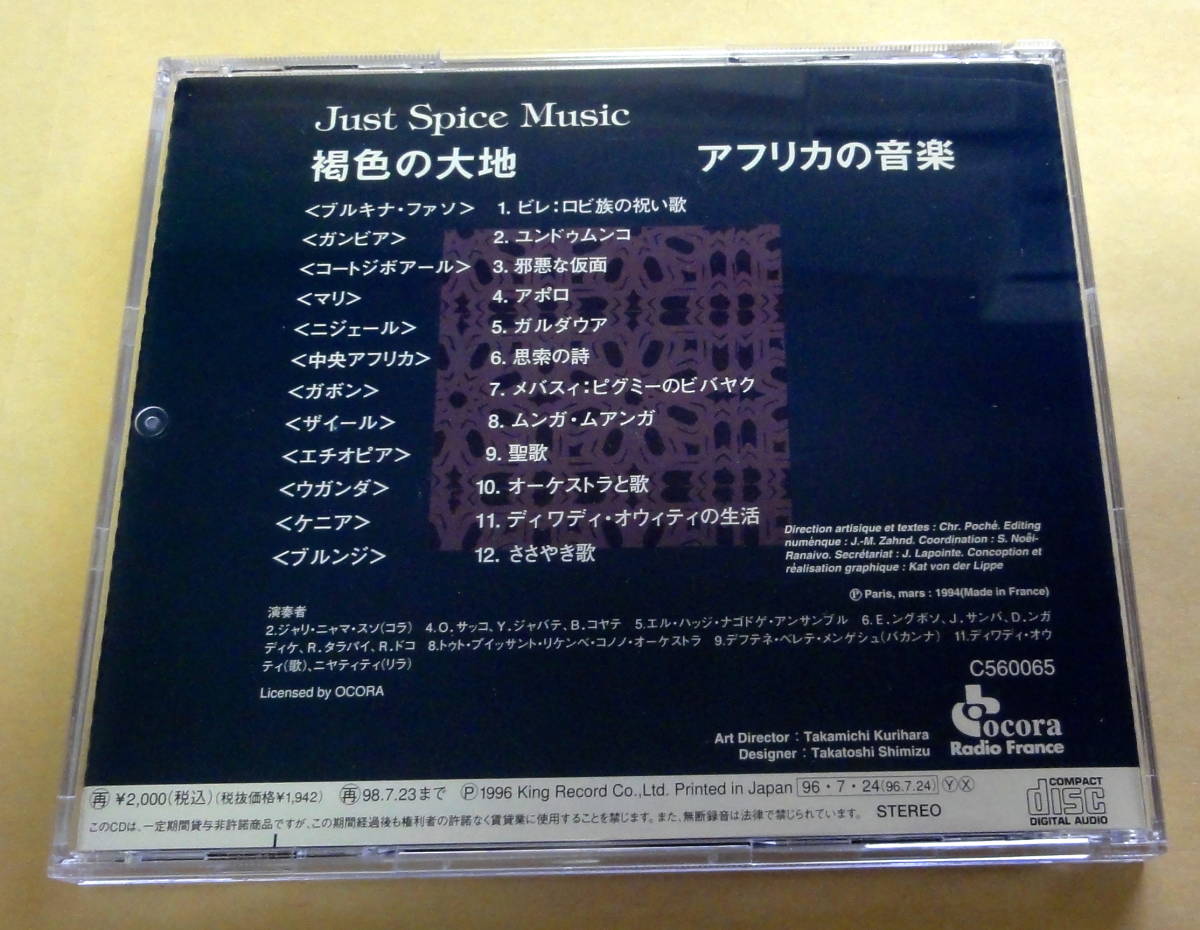 Just Spice Music
褐色の大地 アフリカの音楽
＜ブルキナ・ファソ＞ 1. ビレ：ロビ族の祝い歌
＜ガンビア＞ 2. ユンドゥムンコ
＜コートジボアール＞ 3. 邪悪な仮面
＜マリ＞ 4. アポロ
＜ニジェール＞ 5. ガルダウア
＜中央アフリカ＞ 6. 思索の詩
＜ガボン＞ 7. メバスィ：ピグミーのビバヤク
＜ザイール＞ 8. ムンガ・ムアンガ
＜エチオピア＞ 9. 聖歌
＜ウガンダ＞ 10. オーケストラと歌
＜ケニア＞ 11. ディワディ・オウィティの生活
＜ブルンジ＞ 12. ささやき歌
Direction artisique et textes : Chr. Poché. Editing
numènque : J.-M. Zahnd. Coordination : S. Noêi-
Ranaivo. Secrétariat : J. Lapointe. Concoption et
réalisation graphique : Kat von der Lippe
Ⓟ Paris, mars : 1994(Made in France)
演奏者
2.ジャリ・ニャマ・スソ(コラ) 4.O.サッコ、Y.ジャバテ、B.コヤテ 5.エル・ハッジ・ナゴドゲ・アンサンブル 6.E.ングボソ、J.サンバ、D.ンガ
ディケ、R.タラバイ、R.ドコ 8.トゥト・ブイッサント・リケンベ・コノノ・オーケストラ 9.デフテネ・ベレテ・メンゲシュ(バカンナ) 11.ディワディ・オウ
ティ(歌)、ニヤティティ(リラ)
Licensed by OCORA
C560065
ocora
Radio France
Art Director : Takamichi Kurihara
Designer : Takatoshi Shimizu
再 ¥2,000(税込) (税抜価格¥1,942) 再 98.7.23まで Ⓟ 1996 King Record Co.,Ltd. Printed in Japan 96・7・24(96.7.24) Ⓨ Ⓧ
このCDは、一定期間貸与非許諾商品ですが、この期間経過後も権利者の許諾なく賃貸業に使用することを禁じます。また、無断録音は法律で禁じられています。 STEREO
COMPACT
disc
DIGITAL AUDIO